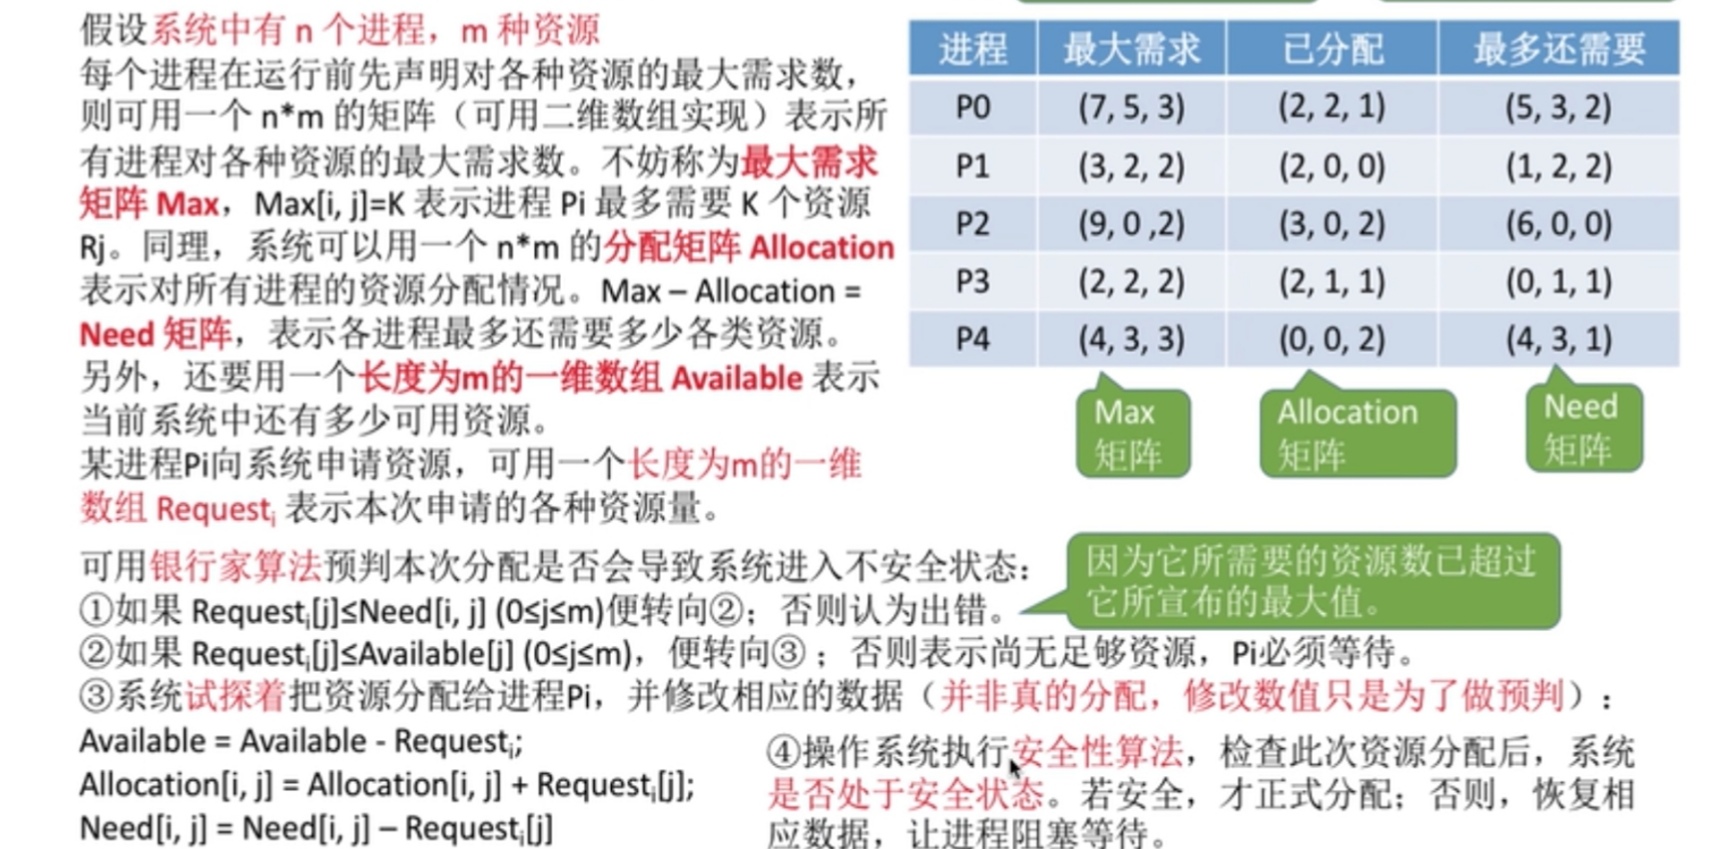 假设系统中有 n 个进程，m 种资源
每个进程在运行前先声明对各种资源的最大需求数，
则可用一个 n*m 的矩阵（可用二维数组实现）表示所
有进程对各种资源的最大需求数。不妨称为最大需求
矩阵 Max，Max[i, j]=K 表示进程 Pi 最多需要 K 个资源
Rj。同理，系统可以用一个 n*m 的分配矩阵 Allocation
表示对所有进程的资源分配情况。Max – Allocation =
Need 矩阵，表示各进程最多还需要多少各类资源。
另外，还要用一个长度为m的一维数组 Available 表示
当前系统中还有多少可用资源。
某进程Pi向系统申请资源，可用一个长度为m的一维
数组 Requestᵢ 表示本次申请的各种资源量。
进程 最大需求 已分配 最多还需要
P0 (7, 5, 3) (2, 2, 1) (5, 3, 2)
P1 (3, 2, 2) (2, 0, 0) (1, 2, 2)
P2 (9, 0 ,2) (3, 0, 2) (6, 0, 0)
P3 (2, 2, 2) (2, 1, 1) (0, 1, 1)
P4 (4, 3, 3) (0, 0, 2) (4, 3, 1)
Max
矩阵
Allocation
矩阵
Need
矩阵
可用银行家算法预判本次分配是否会导致系统进入不安全状态：
①如果 Requestᵢ[j]≤Need[i, j] (0≤j≤m)便转向②；否则认为出错。
因为它所需要的资源数已超过
它所宣布的最大值。
②如果 Requestᵢ[j]≤Available[j] (0≤j≤m)，便转向③；否则表示尚无足够资源，Pi必须等待。
③系统试探着把资源分配给进程Pi，并修改相应的数据（并非真的分配，修改数值只是为了做预判）：
Available = Available - Requestᵢ;
Allocation[i, j] = Allocation[i, j] + Requestᵢ[j];
Need[i, j] = Need[i, j] – Requestᵢ[j]
④操作系统执行安全性算法，检查此次资源分配后，系统
是否处于安全状态。若安全，才正式分配；否则，恢复相
应数据，让进程阻塞等待。